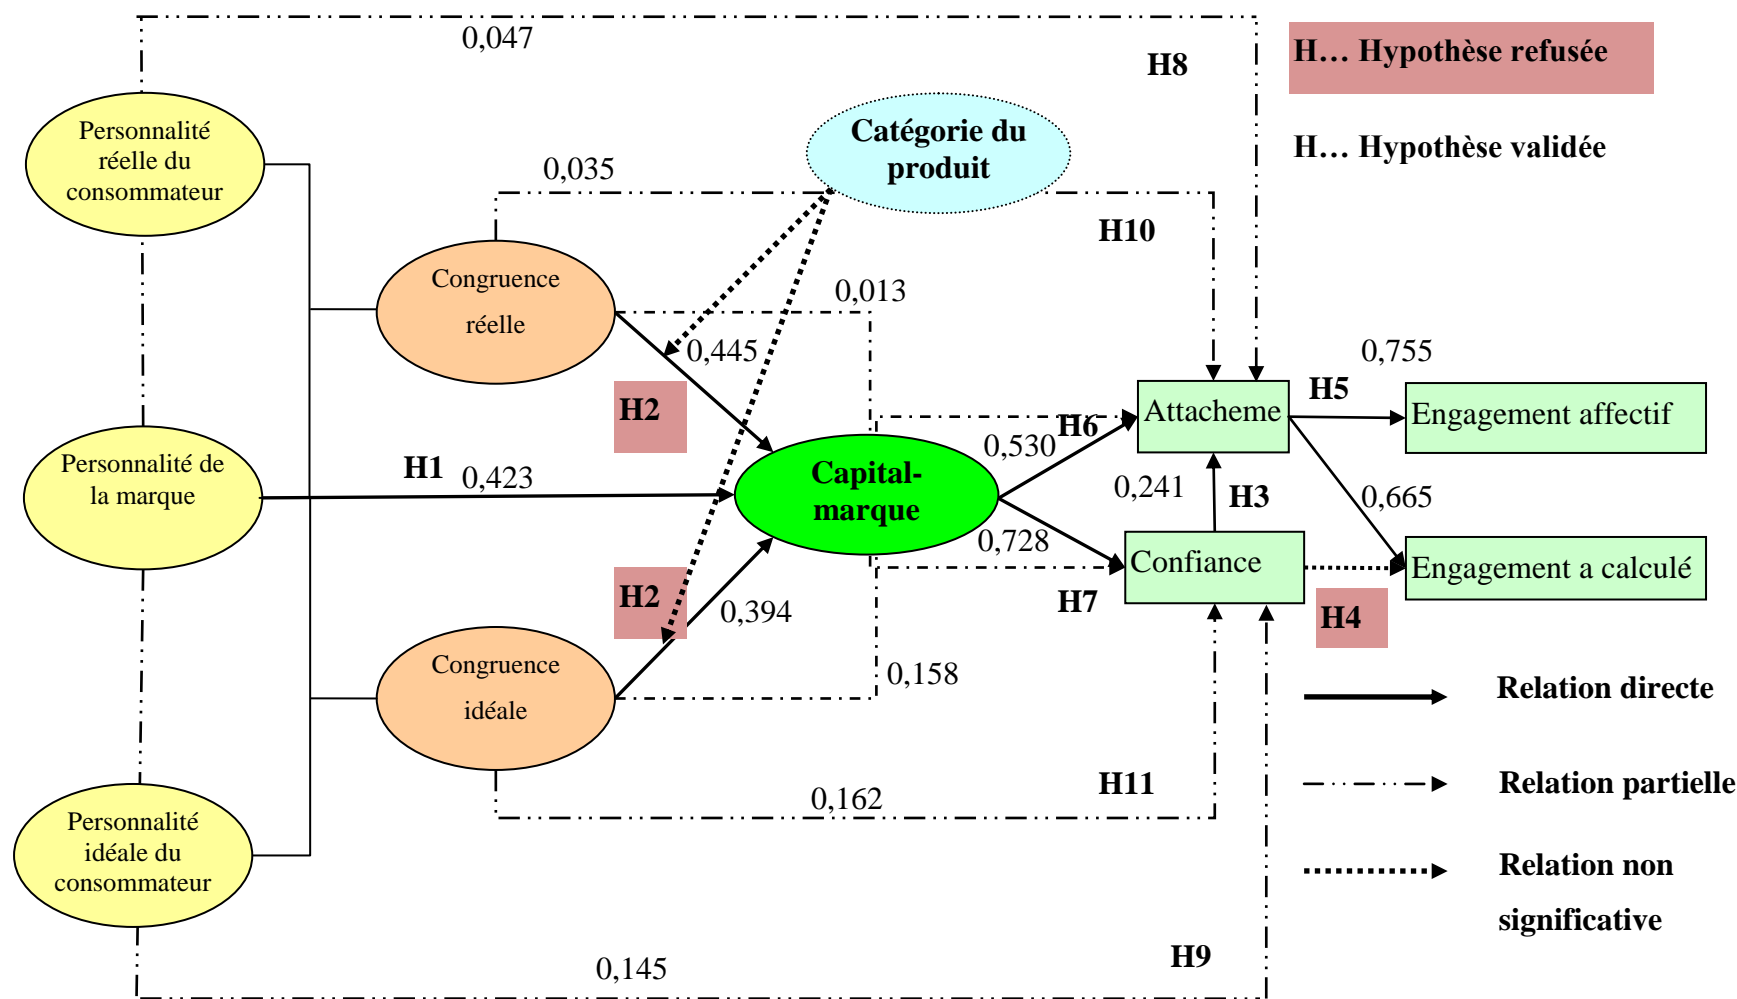 0,047
H8
H… Hypothèse refusée
Personnalité
réelle du
consommateur
Catégorie du
produit
H… Hypothèse validée
0,035
H10
Congruence
réelle
0,013
0,445
0,755
H2
H5
Attacheme
Engagement affectif
H6
0,530
Personnalité de
la marque
H1
0,423
Capital-
marque
0,241
H3
0,665
0,728
Confiance
Engagement a calculé
H2
0,394
H7
H4
Congruence
idéale
0,158
Relation directe
0,162
H11
Relation partielle
Personnalité
idéale du
consommateur
Relation non
significative
0,145
H9